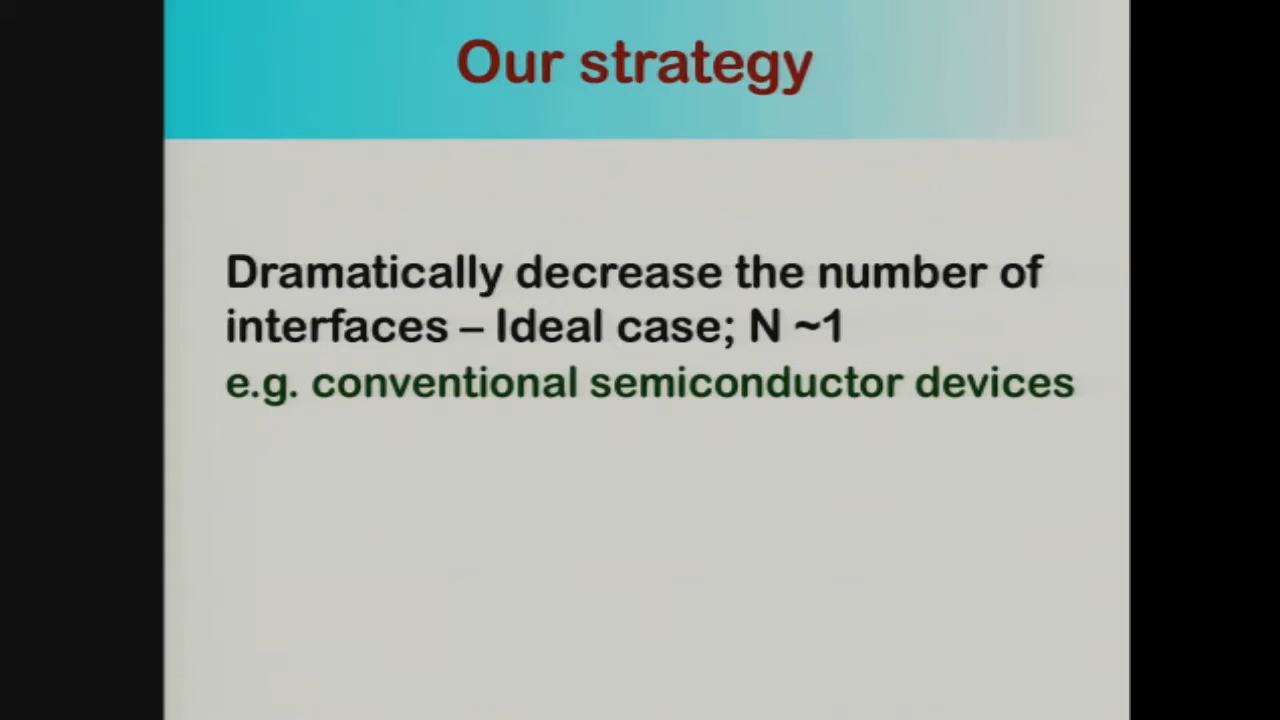 Our strategy
Dramatically decrease the number of
interfaces – Ideal case; N ~1
e.g. conventional semiconductor devices